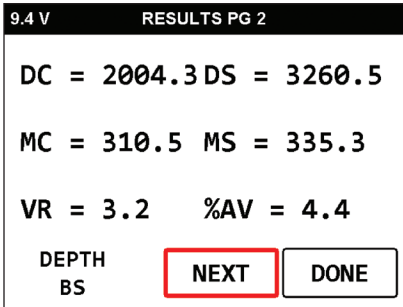 9.4 V RESULTS PG 2
DC = 2004.3 DS = 3260.5
MC = 310.5 MS = 335.3
VR = 3.2 %AV = 4.4
DEPTH
BS
NEXT
DONE